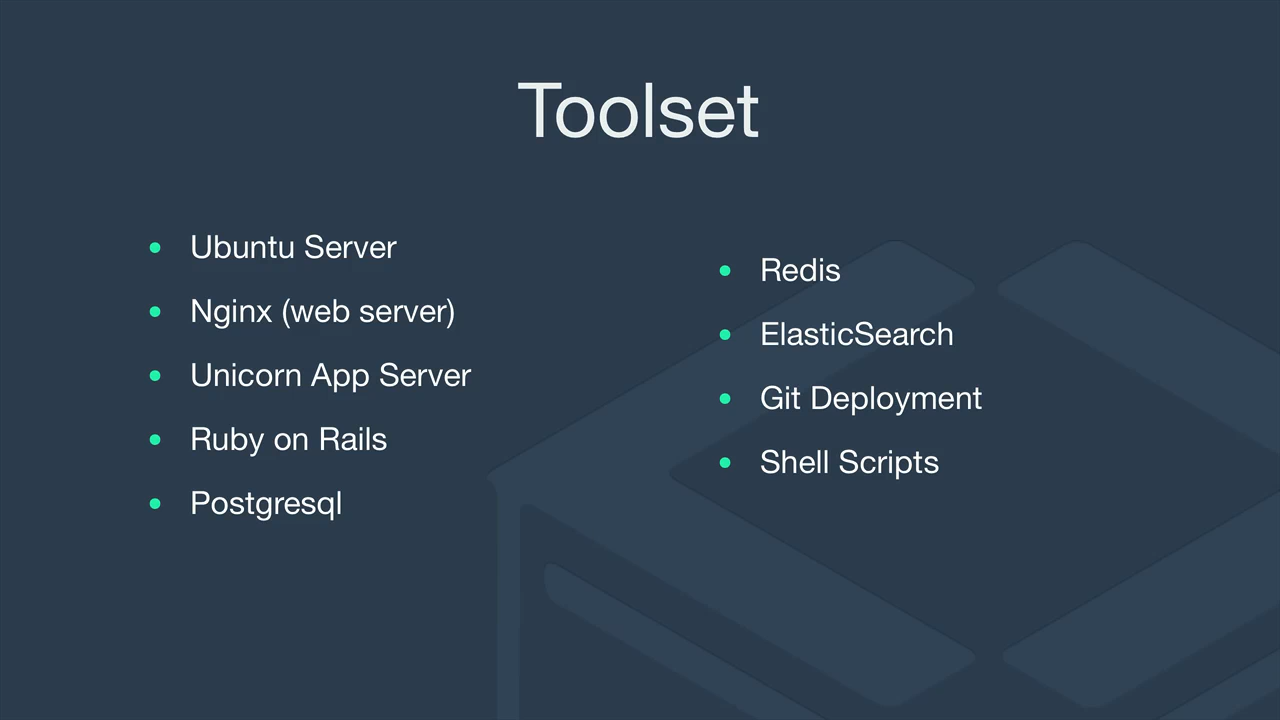 Toolset
Ubuntu Server
Nginx (web server)
Unicorn App Server
Ruby on Rails
Postgresql
Redis
ElasticSearch
Git Deployment
Shell Scripts